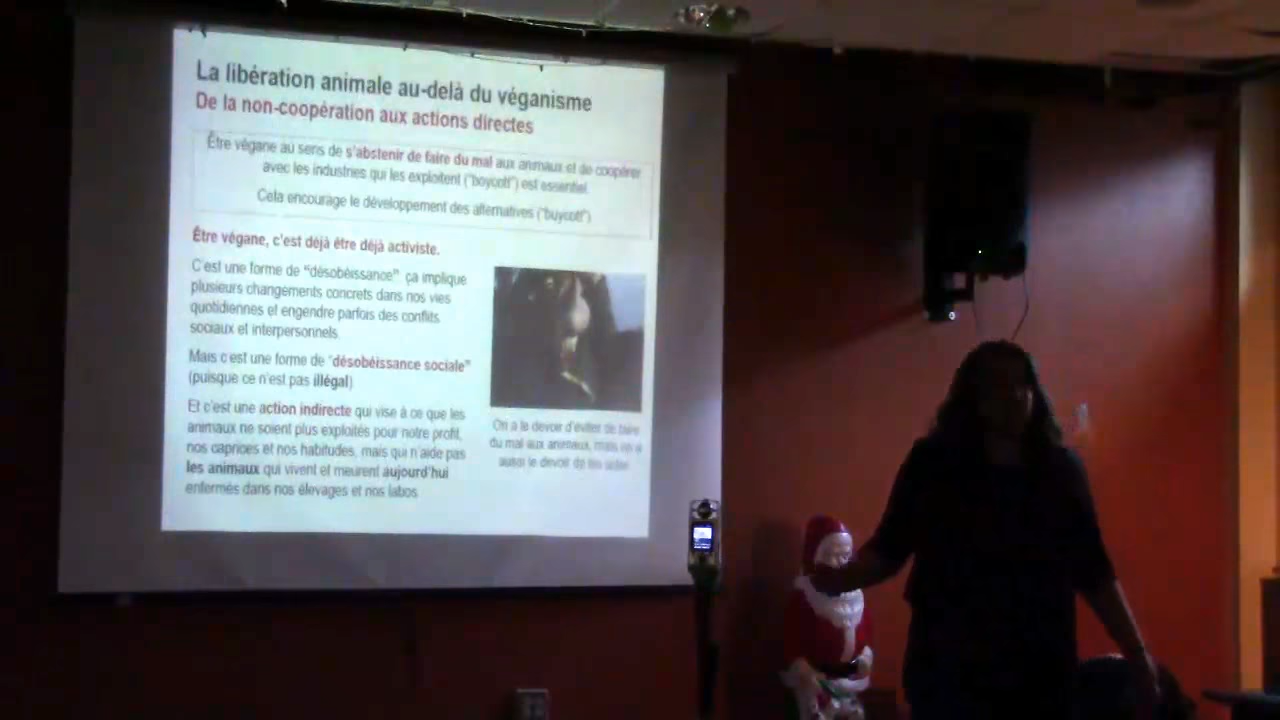 La libération animale au-delà du véganisme
De la non-coopération aux actions directes
Être végane au sens de s'abstenir de faire du mal aux animaux et de coopérer
avec les industries qui les exploitent ("boycott") est essentiel.
Cela encourage le développement des alternatives ("buycott")
Être végane, c'est déjà être déjà activiste.
C'est une forme de "désobéissance" ça implique
plusieurs changements concrets dans nos vies
quotidiennes et engendre parfois des conflits
sociaux et interpersonnels.
Mais c'est une forme de "désobéissance sociale"
(puisque ce n'est pas illégal)
Et c'est une action indirecte qui vise à ce que les
animaux ne soient plus exploités pour notre profit,
nos caprices et nos habitudes, mais qui n'aide pas
les animaux qui vivent et meurent aujourd'hui
enfermés dans nos élevages et nos labos.
On a le devoir d'éviter de faire
du mal aux animaux, mais on a
aussi le devoir de les aider